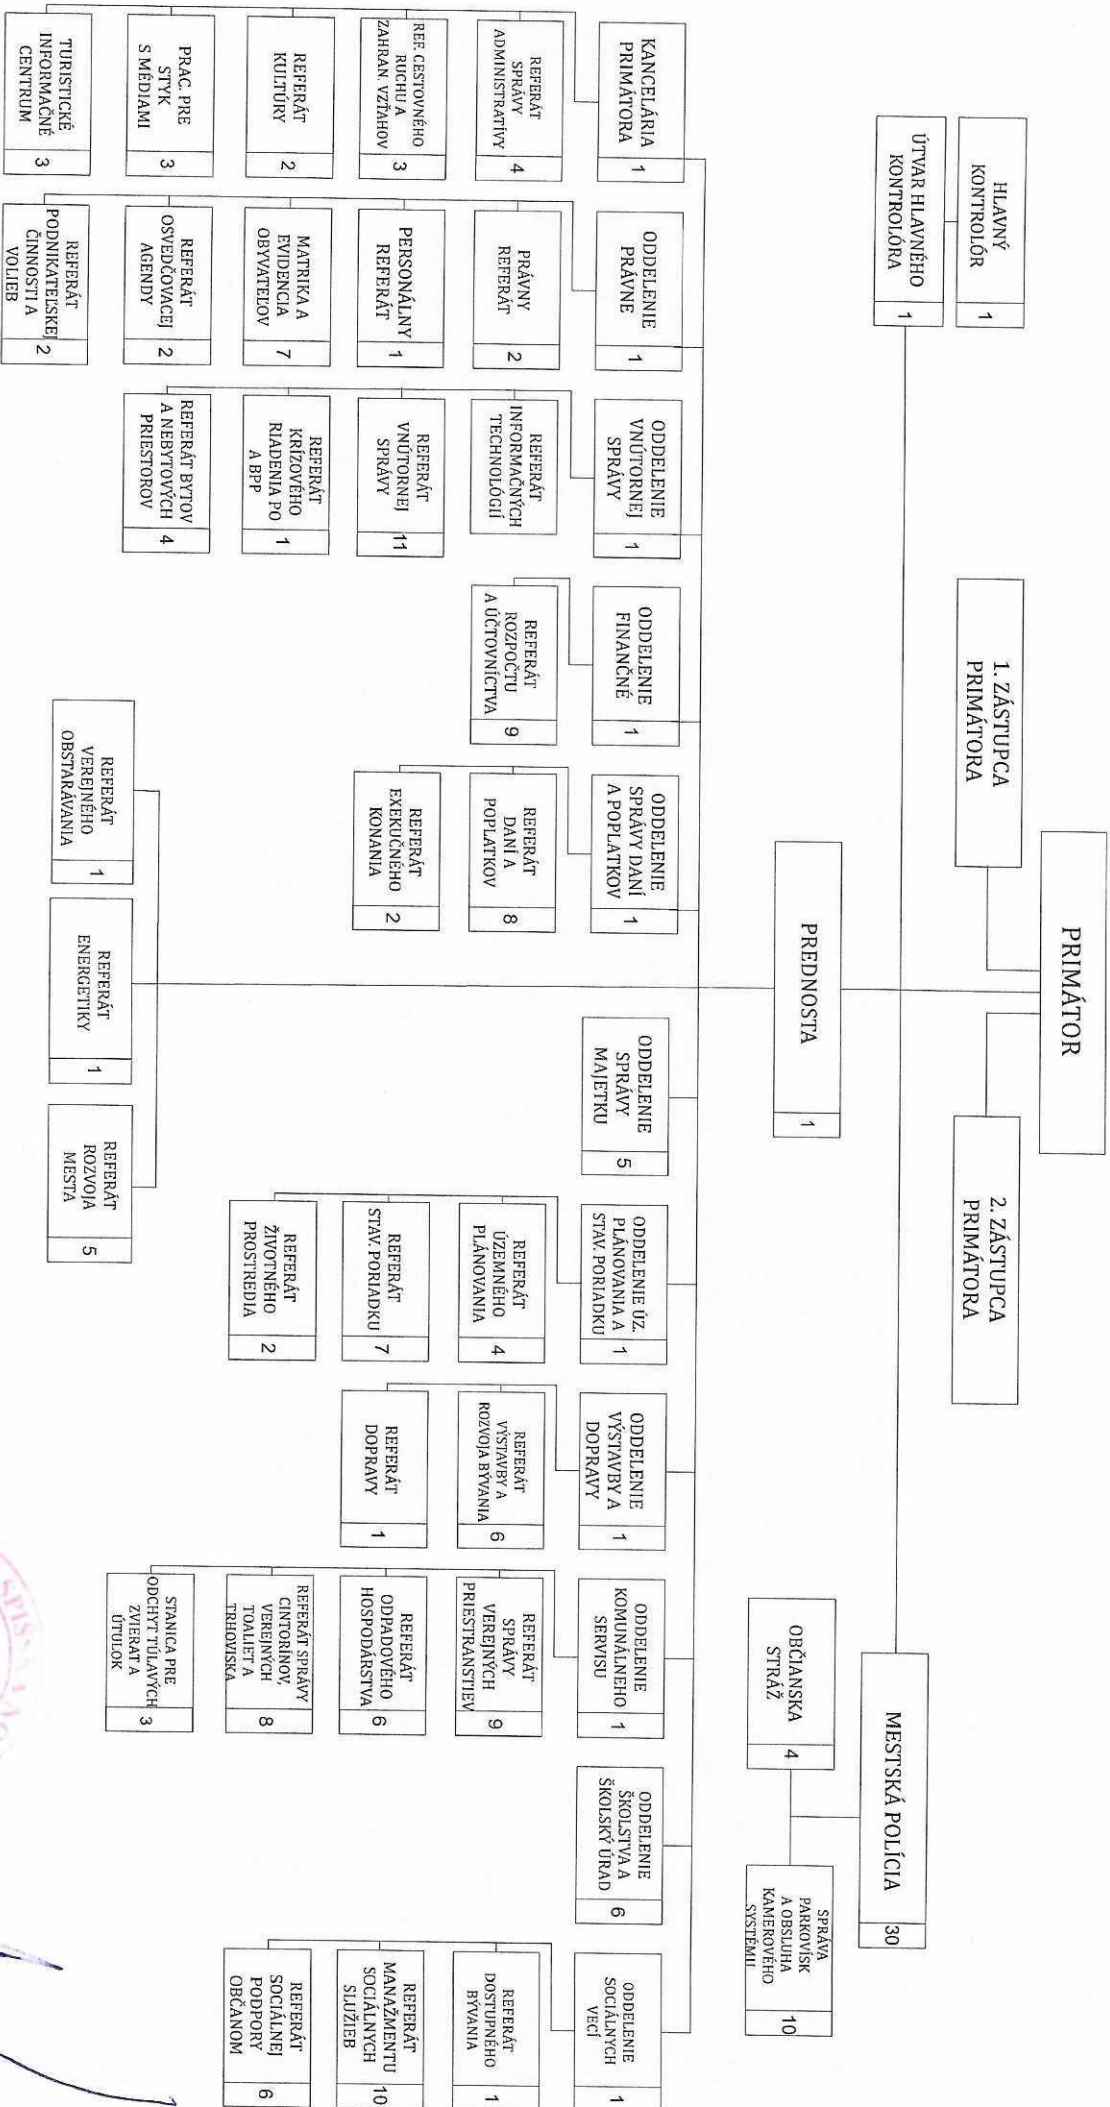 PRIMÁTOR
1. ZÁSTUPCA
PRIMÁTORA
2. ZÁSTUPCA
PRIMÁTORA
HLAVNÝ
KONTROLÓR
1
ÚTVAR HLAVNÉHO
KONTROLÓRA
1
MESTSKÁ POLÍCIA
30
OBČIANSKA
STRÁŽ
4
SPRÁVA
PARKOVÍSK
A OBSLUHA
KAMEROVÉHO
SYSTÉMU
10
PREDNOSTA
1
KANCELÁRIA
PRIMÁTORA
1
REFERÁT
SPRÁVY
ADMINISTRATÍVY
4
REF. CESTOVNÉHO
RUCHU A
ZAHRAN. VZŤAHOV
3
REFERÁT
KULTÚRY
2
PRAC. PRE
STYK
S MÉDIAMI
3
TURISTICKÉ
INFORMAČNÉ
CENTRUM
3
ODDELENIE
PRÁVNE
1
PRÁVNY
REFERÁT
2
PERSONÁLNY
REFERÁT
1
MATRIKA A
EVIDENCIA
OBYVATEĽOV
7
REFERÁT
OSVEDČOVACEJ
AGENDY
2
REFERÁT
PODNIKATEĽSKEJ
ČINNOSTI A
VOLIEB
2
ODDELENIE
VNÚTORNEJ
SPRÁVY
1
REFERÁT
INFORMAČNÝCH
TECHNOLÓGIÍ
REFERÁT
VNÚTORNEJ
SPRÁVY
11
REFERÁT
KRÍZOVÉHO
RIADENIA PO
A BPP
1
REFERÁT BYTOV
A NEBYTOVÝCH
PRIESTOROV
4
ODDELENIE
FINANČNÉ
1
REFERÁT
ROZPOČTU
A ÚČTOVNÍCTVA
9
ODDELENIE
SPRÁVY DANÍ
A POPLATKOV
1
REFERÁT
DANÍ A
POPLATKOV
8
REFERÁT
EXEKUČNÉHO
KONANIA
2
ODDELENIE
SPRÁVY
MAJETKU
5
ODDELENIE ÚZ.
PLÁNOVANIA A
STAV. PORIADKU
1
REFERÁT
ÚZEMNÉHO
PLÁNOVANIA
4
REFERÁT
STAV. PORIADKU
7
REFERÁT
ŽIVOTNÉHO
PROSTREDIA
2
ODDELENIE
VÝSTAVBY A
DOPRAVY
1
REFERÁT
VÝSTAVBY A
ROZVOJA BÝVANIA
6
REFERÁT
DOPRAVY
1
ODDELENIE
KOMUNÁLNEHO
SERVISU
1
REFERÁT
SPRÁVY
VEREJNÝCH
PRIESTRANSTIEV
9
REFERÁT
ODPADOVÉHO
HOSPODÁRSTVA
6
REFERÁT SPRÁVY
CINTORÍNOV,
VEREJNÝCH
TOALIET A
TRHOVISKA
8
STANICA PRE
ODCHYT TÚLAVÝCH
ZVIERAT A
ÚTULOK
3
ODDELENIE
ŠKOLSTVA A
ŠKOLSKÝ ÚRAD
6
ODDELENIE
SOCIÁLNYCH
VECÍ
1
REFERÁT
DOSTUPNÉHO
BÝVANIA
1
REFERÁT
MANAŽMENTU
SOCIÁLNYCH
SLUŽIEB
10
REFERÁT
SOCIÁLNEJ
PODPORY
OBČANOM
6
REFERÁT
VEREJNÉHO
OBSTARÁVANIA
1
REFERÁT
ENERGETIKY
1
REFERÁT
ROZVOJA
MESTA
5